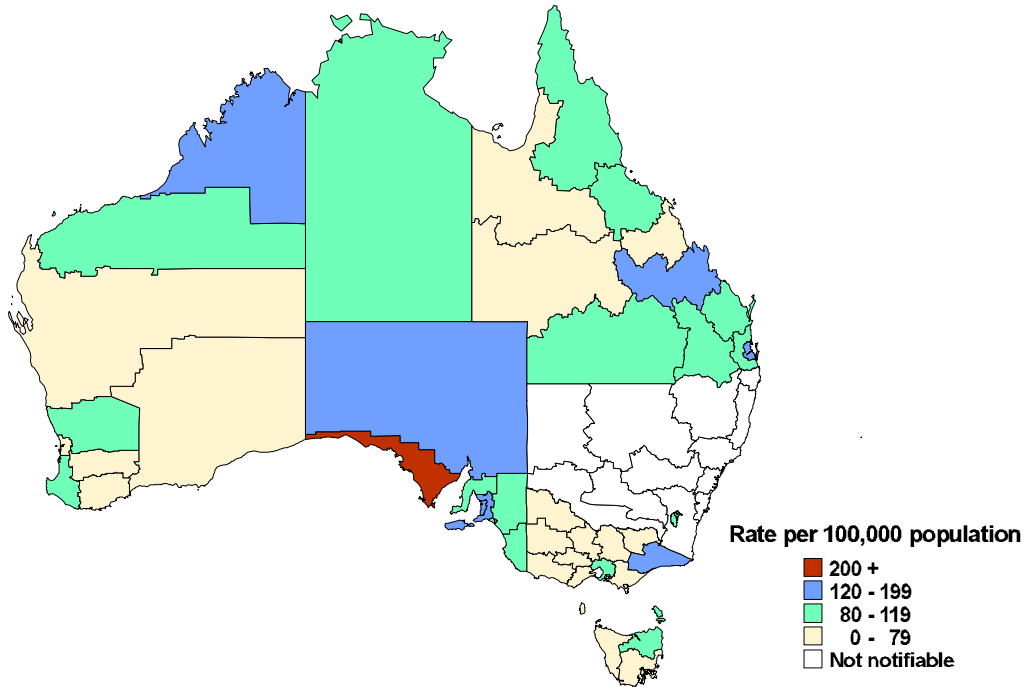 Rate per 100,000 population
200 +
120 - 199
80 - 119
0 - 79
Not notifiable